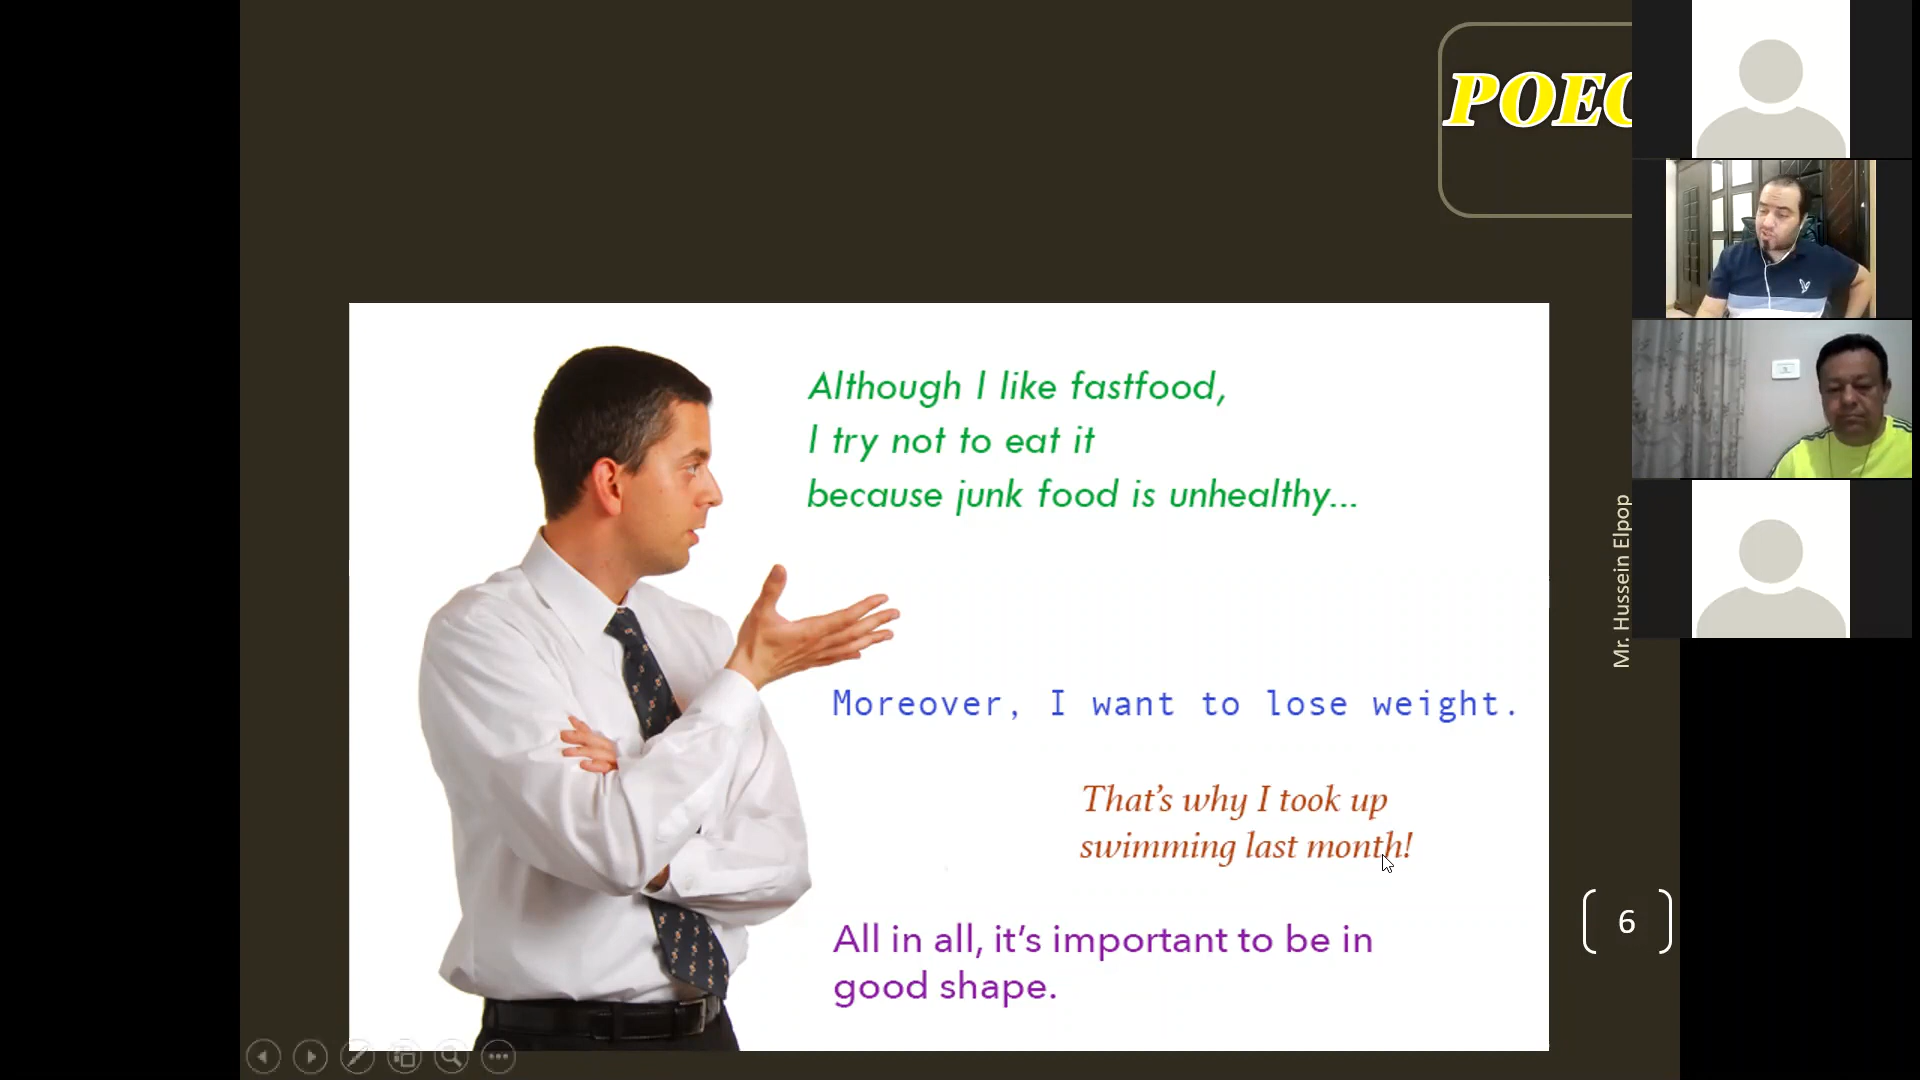 POEC
Although I like fastfood,
I try not to eat it
because junk food is unhealthy...
Moreover, I want to lose weight.
That's why I took up
swimming last month!
All in all, it's important to be in
good shape.
Mr. Hussein Elpop
6